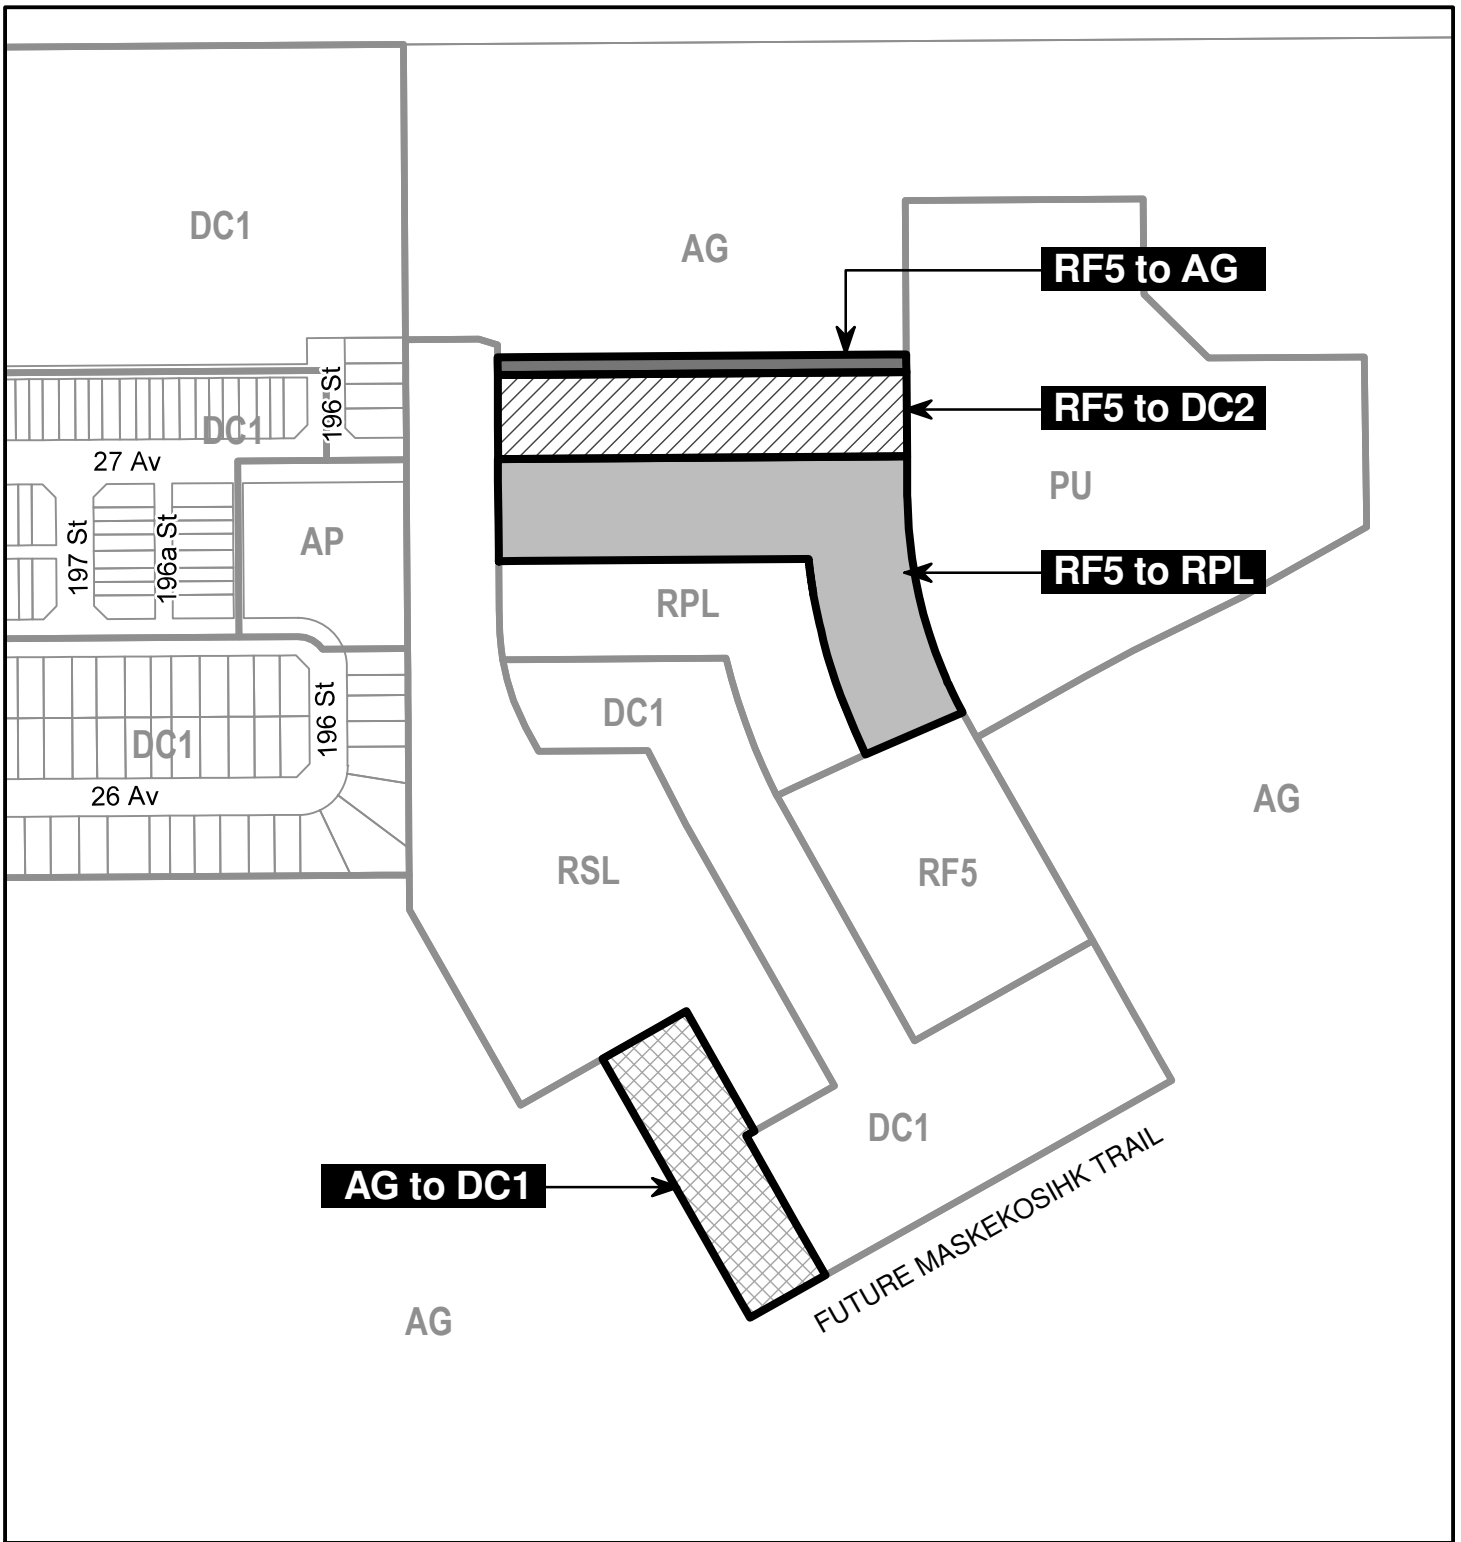 DC1
AG
RF5 to AG
196 St
DC1
RF5 to DC2
27 Av
PU
197 St
196a St
AP
RF5 to RPL
RPL
196 St
DC1
DC1
26 Av
AG
RSL
RF5
DC1
FUTURE MASKEKOSIHK TRAIL
AG to DC1
AG